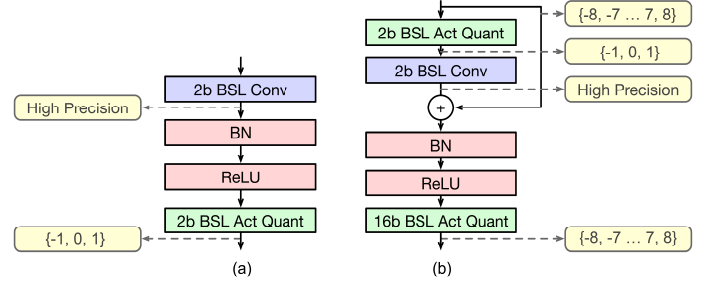 2b BSL Conv
High Precision
BN
ReLU
2b BSL Act Quant
{-1, 0, 1}
(a)
{-8, -7 ... 7, 8}
2b BSL Act Quant
{-1, 0, 1}
2b BSL Conv
High Precision
+
BN
ReLU
16b BSL Act Quant
{-8, -7 ... 7, 8}
(b)